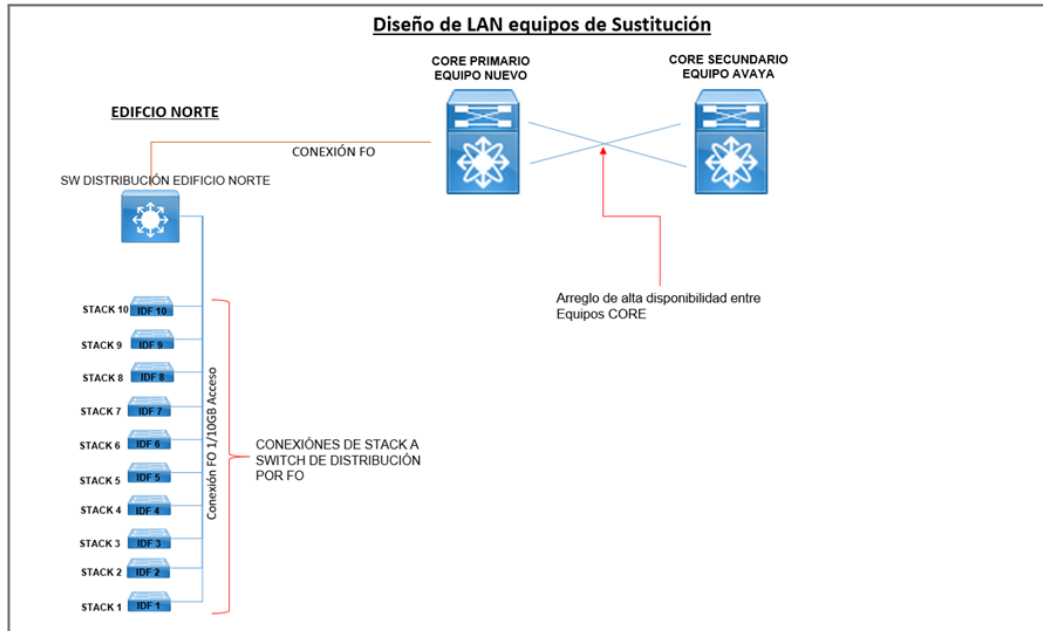 Diseño de LAN equipos de Sustitución
CORE PRIMARIO
EQUIPO NUEVO
CORE SECUNDARIO
EQUIPO AVAYA
EDIFCIO NORTE
CONEXIÓN FO
SW DISTRIBUCIÓN EDIFICIO NORTE
Arreglo de alta disponibilidad entre
Equipos CORE
STACK 10 IDF 10
STACK 9 IDF 9
STACK 8 IDF 8
STACK 7 IDF 7
STACK 6 IDF 6
STACK 5 IDF 5
STACK 4 IDF 4
STACK 3 IDF 3
STACK 2 IDF 2
STACK 1 IDF 1
Conexión FO 1/10GB Acceso
CONEXIÓNES DE STACK A
SWITCH DE DISTRIBUCIÓN
POR FO